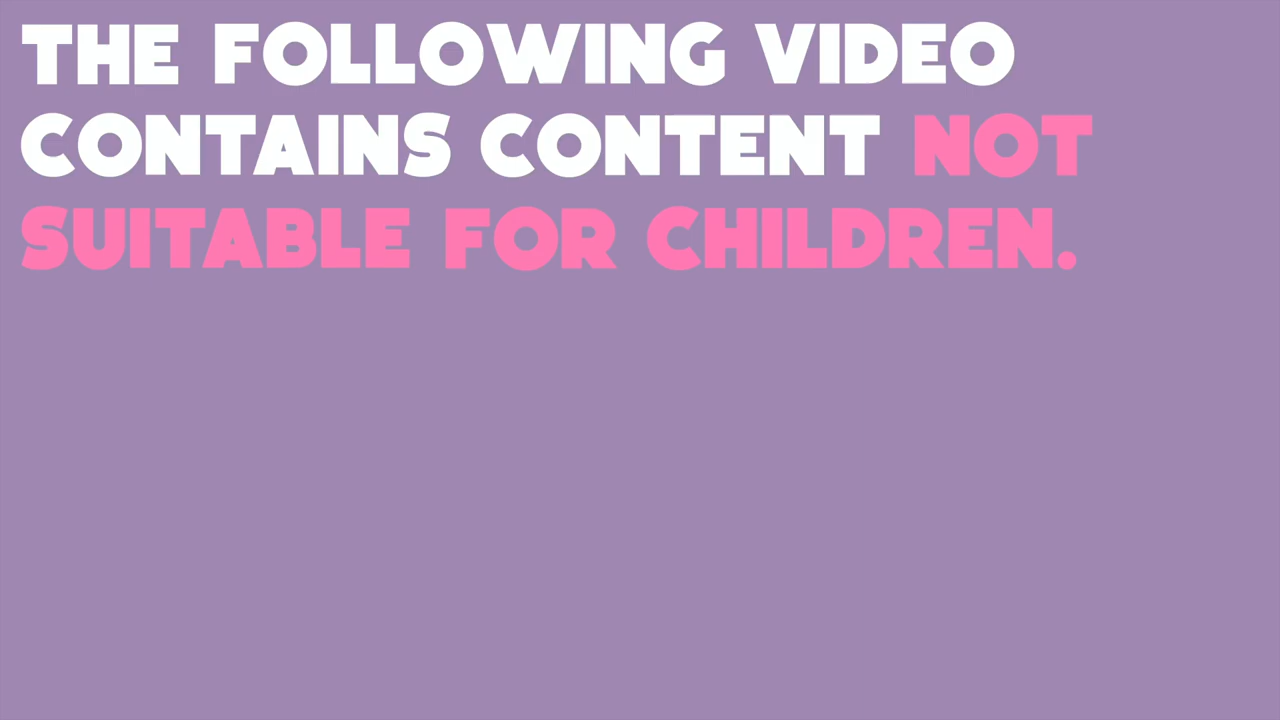 THE FOLLOWING VIDEO
CONTAINS CONTENT NOT
SUITABLE FOR CHILDREN.